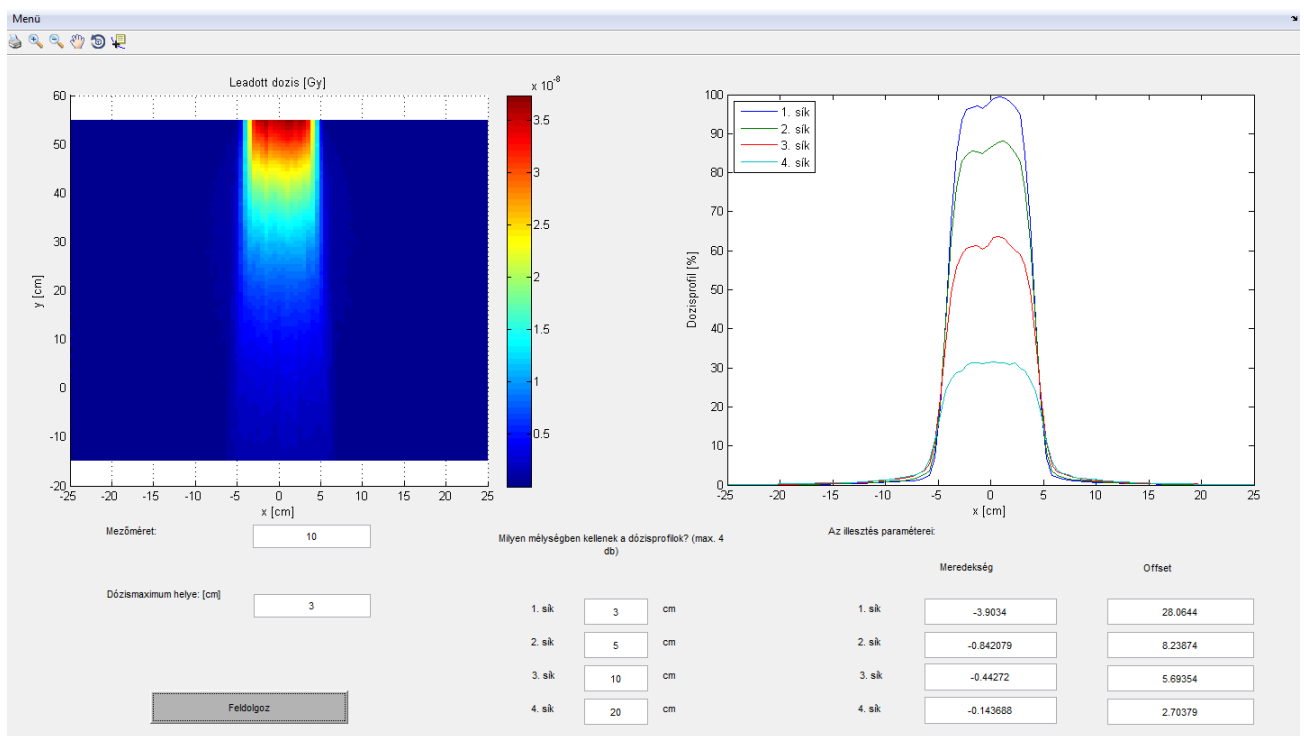 Menü
Leadott dozis [Gy]
x 10^-8
60
50
40
30
20
10
0
-10
-20
y [cm]
-25
-20
-15
-10
-5
0
5
10
15
20
25
x [cm]
3.5
3
2.5
2
1.5
1
0.5
1. sík
2. sík
3. sík
4. sík
100
90
80
70
60
50
40
30
20
10
0
Dozisprofil [%]
-25
-20
-15
-10
-5
0
5
10
15
20
25
x [cm]
Mezőméret:
10
Dózismaximum helye: [cm]
3
Feldolgoz
Milyen mélységben kellenek a dózisprofilok? (max. 4
db)
1. sík 3 cm
2. sík 5 cm
3. sík 10 cm
4. sík 20 cm
Az illesztés paraméterei:
Meredekség Offset
1. sík -3.9034 28.0644
2. sík -0.842079 8.23874
3. sík -0.44272 5.69354
4. sík -0.143688 2.70379